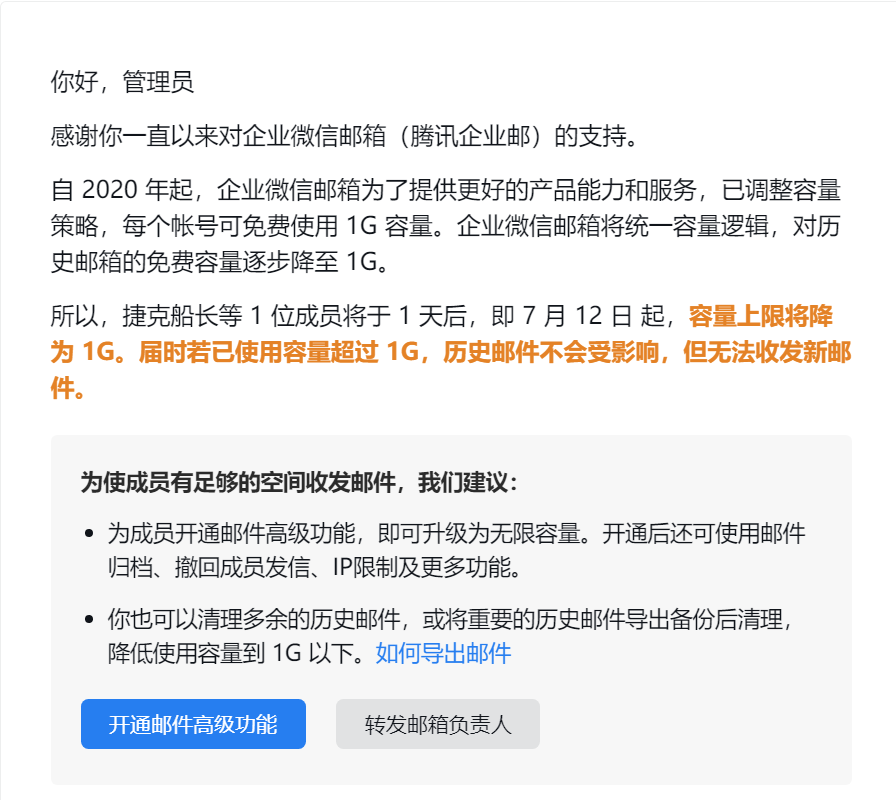 你好，管理员
感谢你一直以来对企业微信邮箱（腾讯企业邮）的支持。
自 2020 年起，企业微信邮箱为了提供更好的产品能力和服务，已调整容量
策略，每个帐号可免费使用 1G 容量。企业微信邮箱将统一容量逻辑，对历
史邮箱的免费容量逐步降至 1G。
所以，捷克船长等 1 位成员将于 1 天后，即 7 月 12 日 起，容量上限将降
为 1G。届时若已使用容量超过 1G，历史邮件不会受影响，但无法收发新邮
件。
为使成员有足够的空间收发邮件，我们建议：
• 为成员开通邮件高级功能，即可升级为无限容量。开通后还可使用邮件
归档、撤回成员发信、IP限制及更多功能。
• 你也可以清理多余的历史邮件，或将重要的历史邮件导出备份后清理，
降低使用容量到 1G 以下。如何导出邮件
开通邮件高级功能 转发邮箱负责人